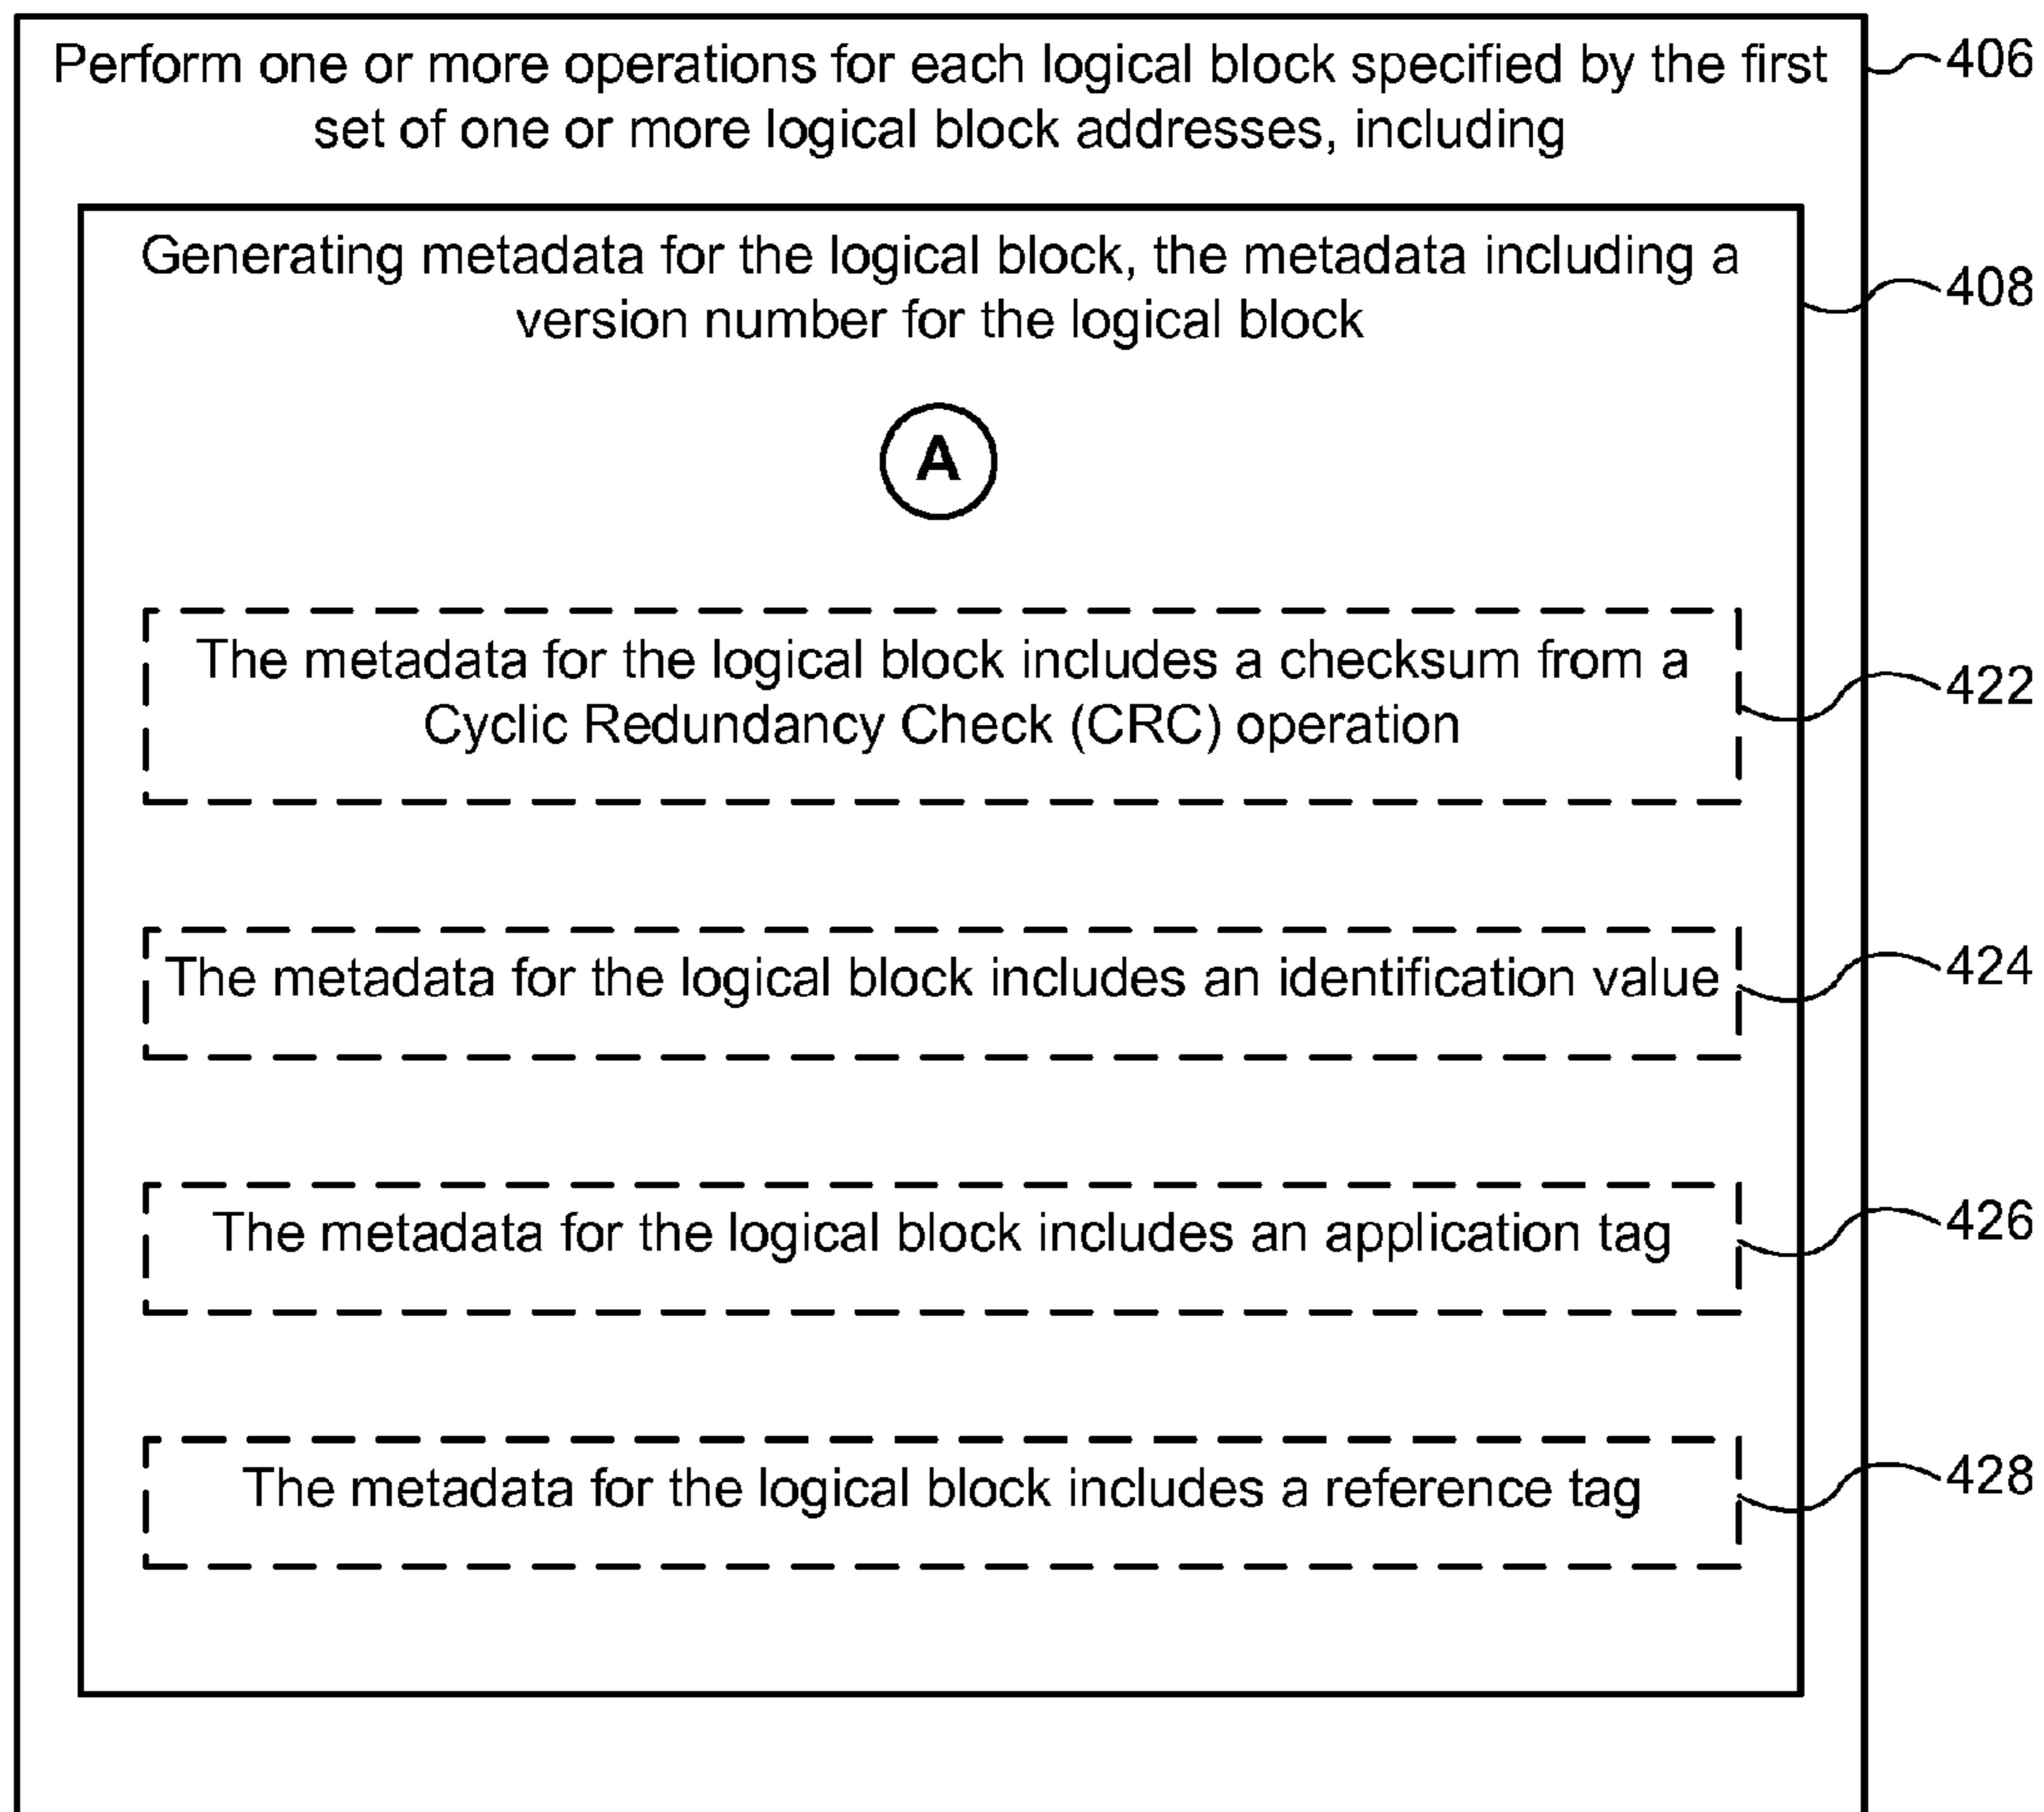 Perform one or more operations for each logical block specified by the first
set of one or more logical block addresses, including
406
Generating metadata for the logical block, the metadata including a
version number for the logical block
408
A
The metadata for the logical block includes a checksum from a
Cyclic Redundancy Check (CRC) operation
422
The metadata for the logical block includes an identification value
424
The metadata for the logical block includes an application tag
426
The metadata for the logical block includes a reference tag
428